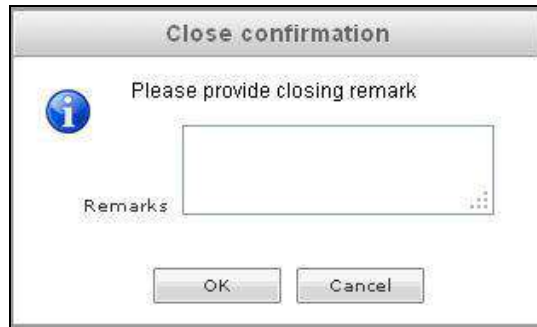 Close confirmation
Please provide closing remark
Remarks
OK Cancel